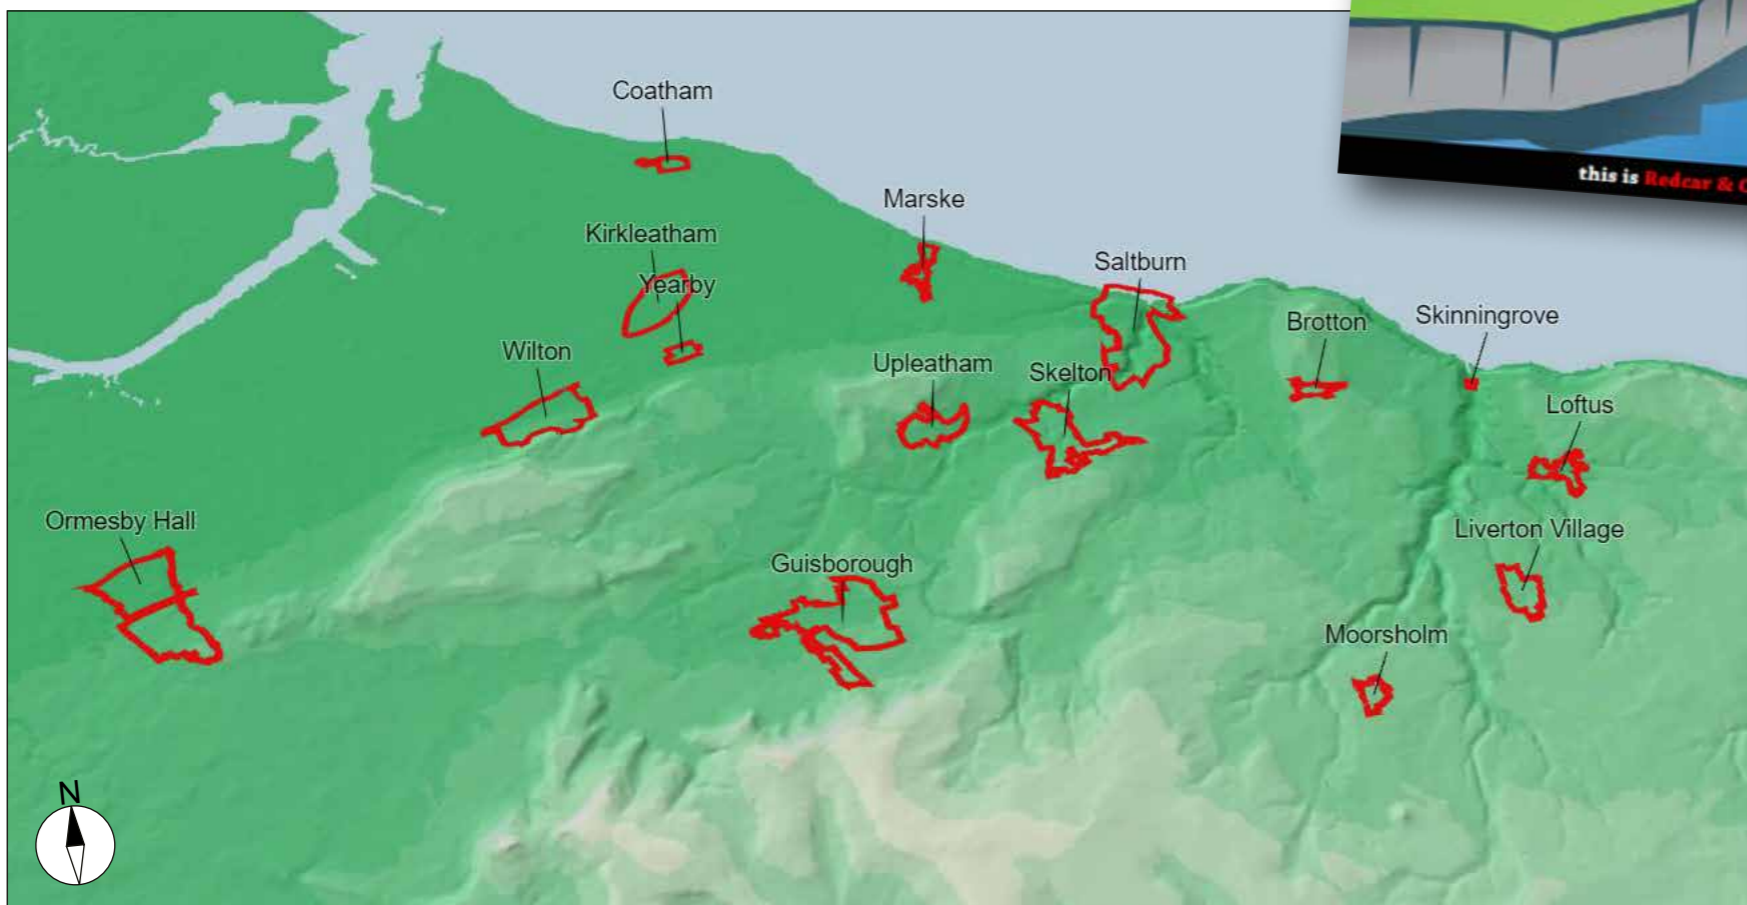 Coatham
Marske
Kirkleatham
Yearby
Saltburn
Skinningrove
Brotton
Wilton
Upleatham
Skelton
Loftus
Ormesby Hall
Liverton Village
Guisborough
Moorsholm
N
this is Redcar &